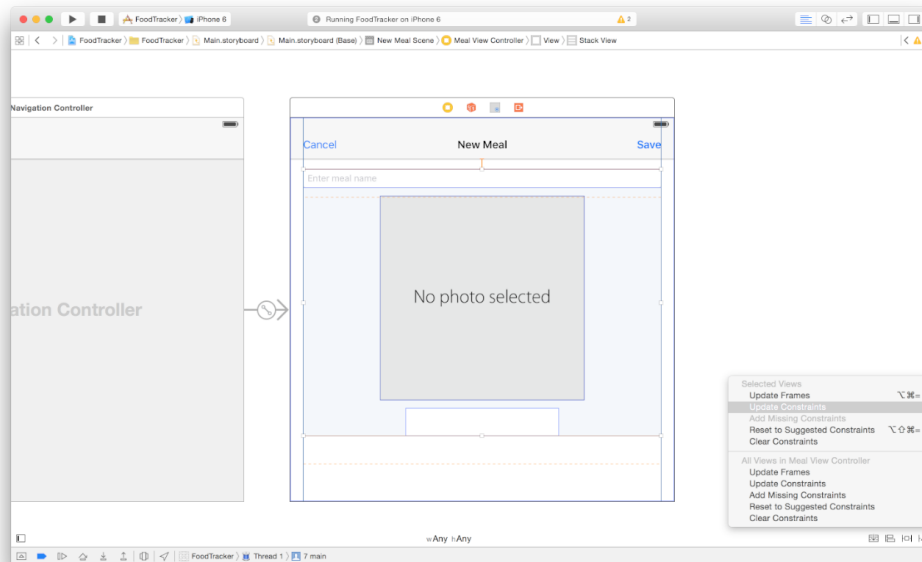 FoodTracker iPhone 6
Running FoodTracker on iPhone 6
2
FoodTracker FoodTracker Main.storyboard Main.storyboard (Base) New Meal Scene Meal View Controller View Stack View
Navigation Controller
Cancel New Meal Save
Enter meal name
No photo selected
ation Controller
Selected Views
Update Frames ⌥⌘=
Update Constraints
Add Missing Constraints
Reset to Suggested Constraints ⌥⇧⌘=
Clear Constraints
All Views in Meal View Controller
Update Frames
Update Constraints
Add Missing Constraints
Reset to Suggested Constraints
Clear Constraints
wAny hAny
FoodTracker Thread 1 7 main